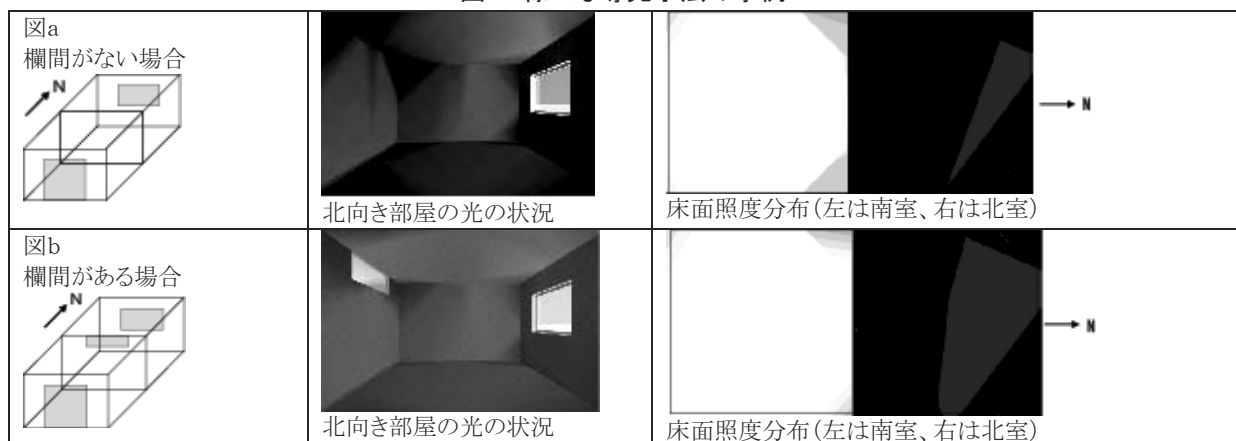 図a
欄間がない場合
N
北向き部屋の光の状況
N
床面照度分布(左は南室、右は北室)
図b
欄間がある場合
N
北向き部屋の光の状況
N
床面照度分布(左は南室、右は北室)